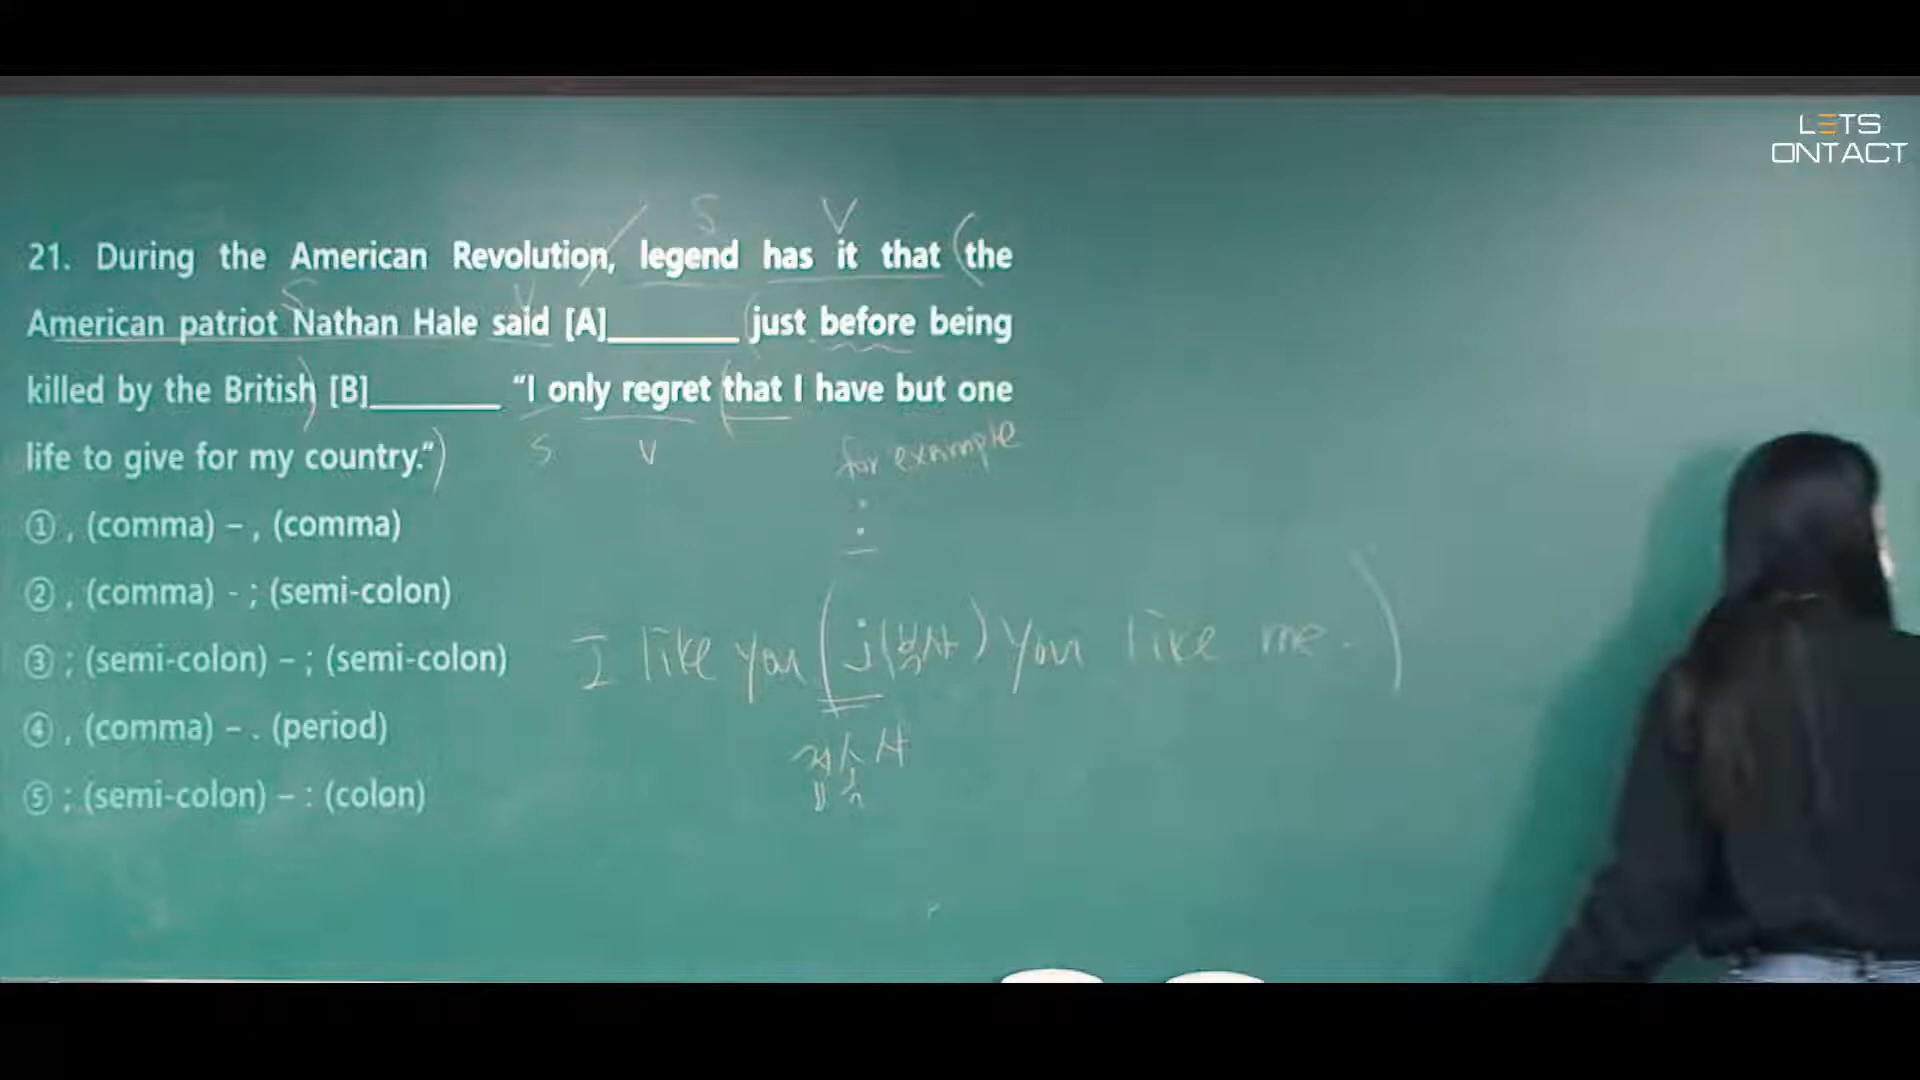 LETS
ONTACT
S V
21. During the American Revolution, legend has it that the
S V
American patriot Nathan Hale said [A]________ just before being
killed by the British [B]________ “I only regret that I have but one
life to give for my country.”
S V
for example
:
① , (comma) – , (comma)
② , (comma) - ; (semi-colon)
③ ; (semi-colon) – ; (semi-colon)
I like you ( j(부사) you like me. )
접속사
④ , (comma) – . (period)
⑤ ; (semi-colon) – : (colon)